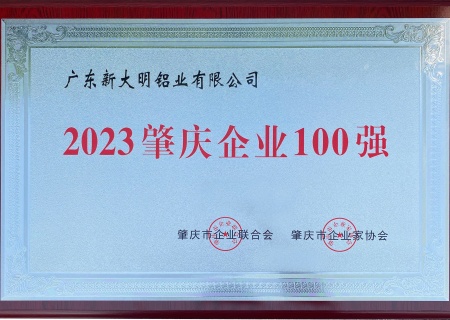 广东新大明铝业有限公司
2023肇庆企业100强
肇庆市企业联合会 肇庆市企业家协会